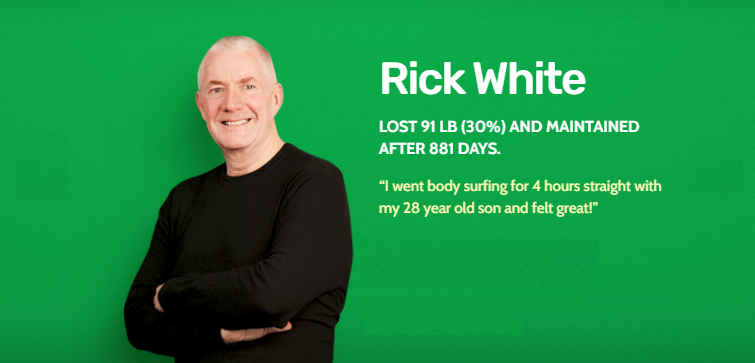 Rick White
LOST 91 LB (30%) AND MAINTAINED
AFTER 881 DAYS.
“I went body surfing for 4 hours straight with
my 28 year old son and felt great!”